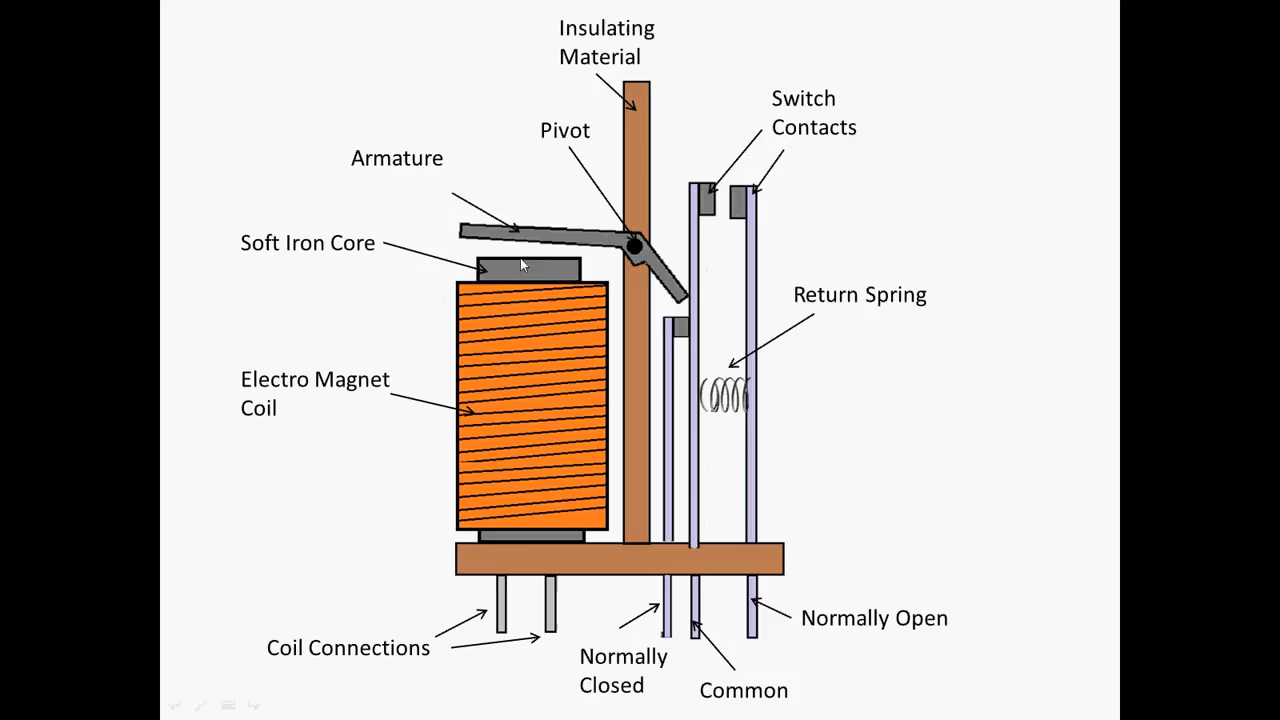 Insulating
Material
Switch
Contacts
Pivot
Armature
Soft Iron Core
Return Spring
Electro Magnet
Coil
Normally Open
Coil Connections
Normally
Closed
Common